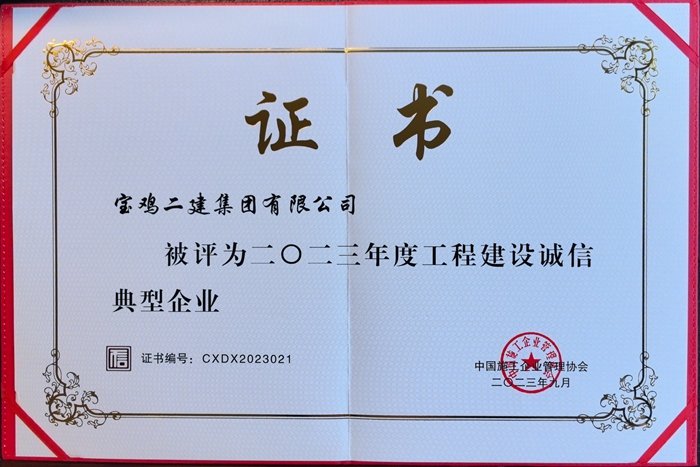 证书
宝鸡二建集团有限公司
被评为二〇二三年度工程建设诚信
典型企业
信 证书编号：CXDX2023021
中国施工企业管理协会
二〇二三年九月